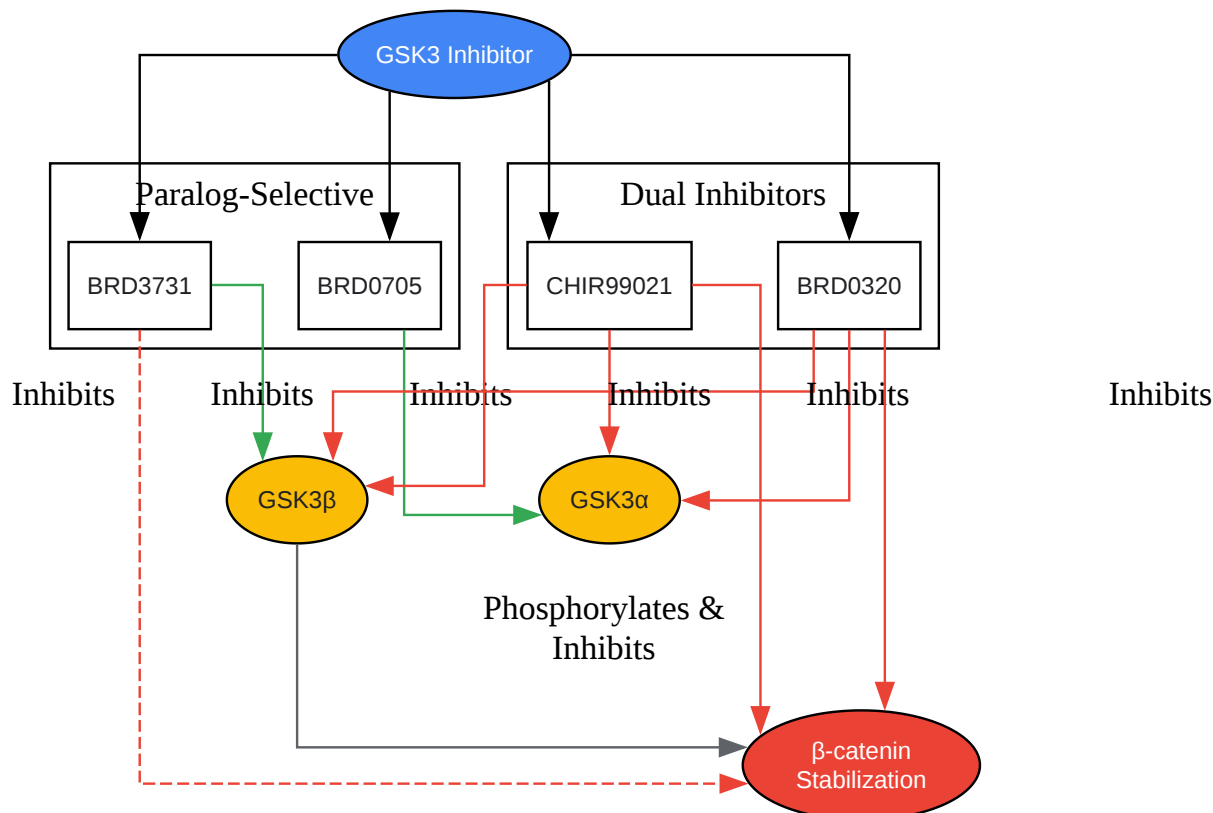 GSK3 Inhibitor
Paralog-Selective
Dual Inhibitors
BRD3731
BRD0705
CHIR99021
BRD0320
Inhibits
Inhibits
Inhibits
Inhibits
Inhibits
Inhibits
GSK3β
GSK3α
Phosphorylates &
Inhibits
β-catenin
Stabilization